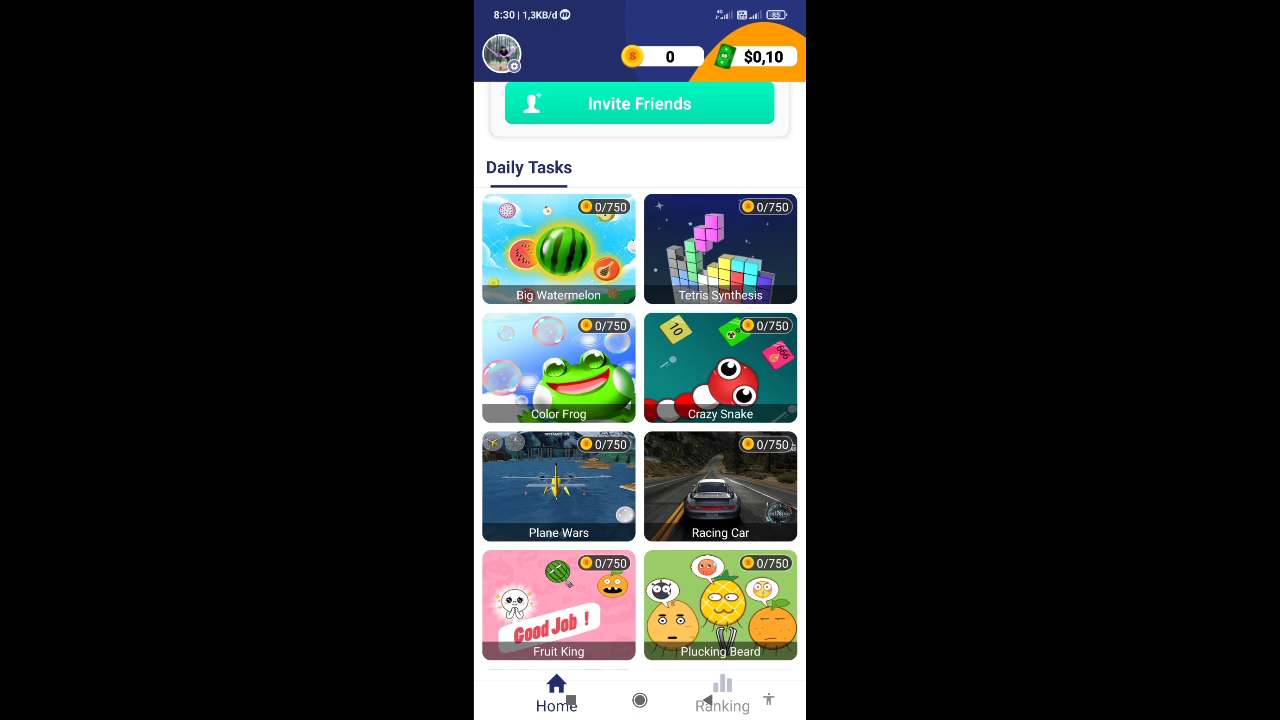 8:30 | 1,3KB/d
85
0
$0,10
Invite Friends
Daily Tasks
0/750
0/750
Big Watermelon
Tetris Synthesis
0/750
0/750
10
Color Frog
Crazy Snake
0/750
0/750
Plane Wars
Racing Car
0/750
0/750
Good Job !
Fruit King
Plucking Beard
Home
Ranking